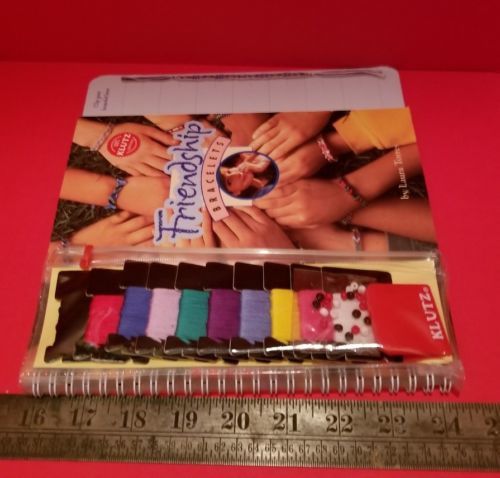 KLUTZ
Friendship
BRACELETS
KLUTZ
16 17 18 19 20 21 22 23 24